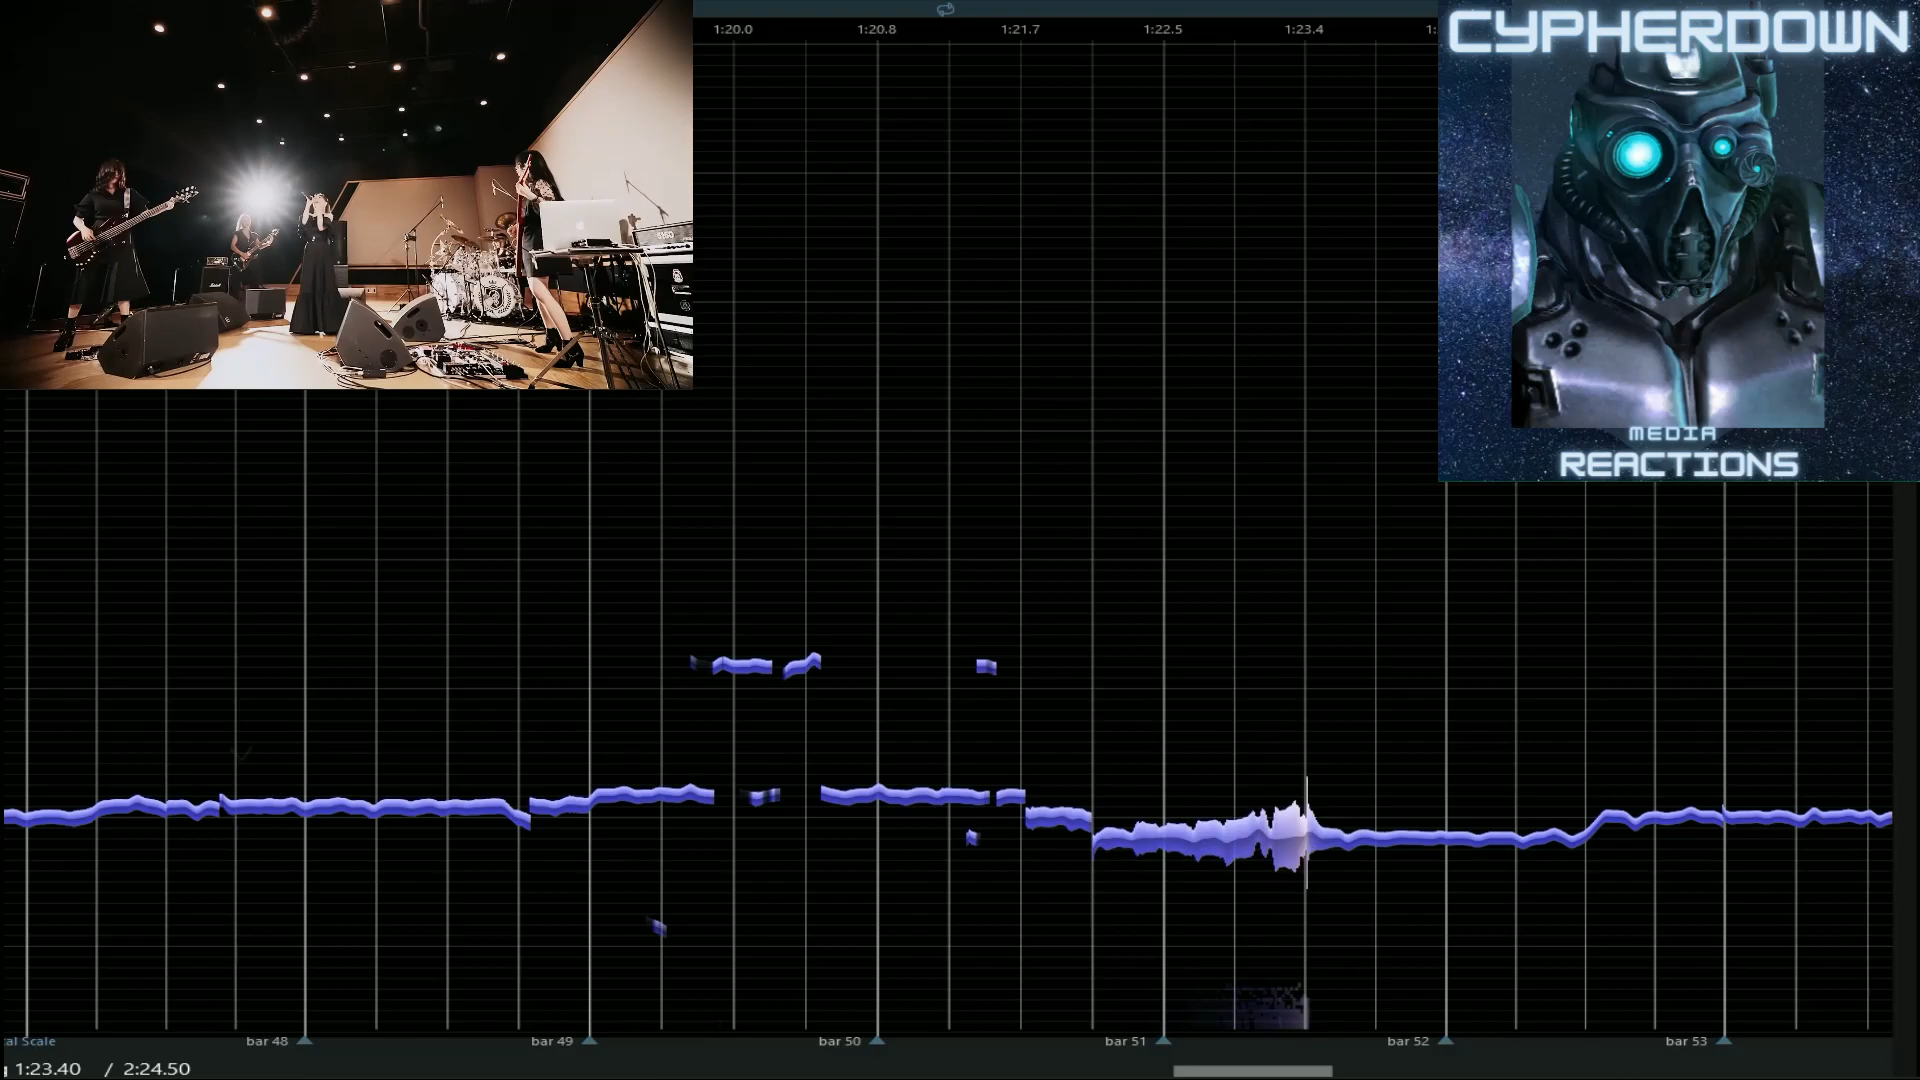 1:20.0 1:20.8 1:21.7 1:22.5 1:23.4 1:
CYPHERDOWN
MEDIA
REACTIONS
al Scale bar 48 bar 49 bar 50 bar 51 bar 52 bar 53
1:23.40 / 2:24.50